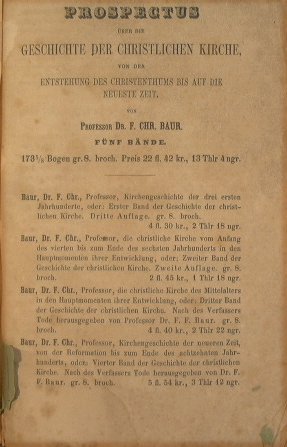 PROSPECTUS
ÜBER DIE
GESCHICHTE DER CHRISTLICHEN KIRCHE,
VON DER
ENTSTEHUNG DES CHRISTENTHUMS BIS AUF DIE
NEUESTE ZEIT,
VON
PROFESSOR DR. F. CHR. BAUR.
FÜNF BÄNDE.
173⅛ Bogen gr. 8. broch. Preis 22 fl. 42 kr., 13 Thlr 4 ngr.
Baur, Dr. F. Chr., Professor, Kirchengeschichte der drei ersten
Jahrhunderte, oder: Erster Band der Geschichte der christ-
lichen Kirche. Dritte Auflage. gr. 8.
4 fl. 30 kr., 2 Thlr 18 ngr.
Baur, Dr. F. Chr., Professor, die christliche Kirche vom Anfang
des vierten bis zum Ende des sechsten Jahrhunderts in den
Hauptmomenten ihrer Entwicklung, oder: Zweiter Band der
Geschichte der christlichen Kirche. Zweite Auflage. gr. 8.
broch. 2 fl. 45 kr., 1 Thlr 18 ngr.
Baur, Dr. F. Chr., Professor, die christliche Kirche des Mittelalters
in den Hauptmomenten ihrer Entwicklung, oder: Dritter Band
der Geschichte der christlichen Kirche. Nach des Verfassers
Tode herausgegeben von Professor Dr. F. F. Baur. gr. 8.
broch. 4 fl. 40 kr., 2 Thlr 22 ngr.
Baur, Dr. F. Chr., Professor, Kirchengeschichte der neueren Zeit,
von der Reformation bis zum Ende des achtzehnten Jahr-
hunderts, oder: Vierter Band der Geschichte der christlichen
Kirche. Nach des Verfassers Tode herausgegeben von Dr. F
F. Baur. gr. 8. broch. 5 fl. 54 kr., 3 Thlr 12 ngr.